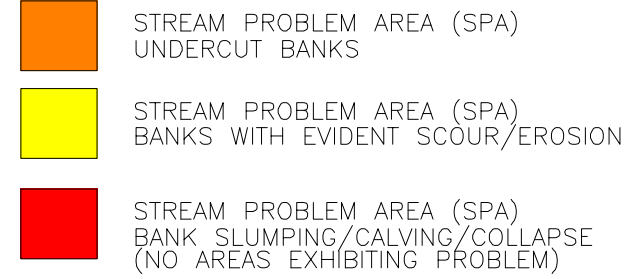 STREAM PROBLEM AREA (SPA)
UNDERCUT BANKS
STREAM PROBLEM AREA (SPA)
BANKS WITH EVIDENT SCOUR/EROSION
STREAM PROBLEM AREA (SPA)
BANK SLUMPING/CALVING/COLLAPSE
(NO AREAS EXHIBITING PROBLEM)